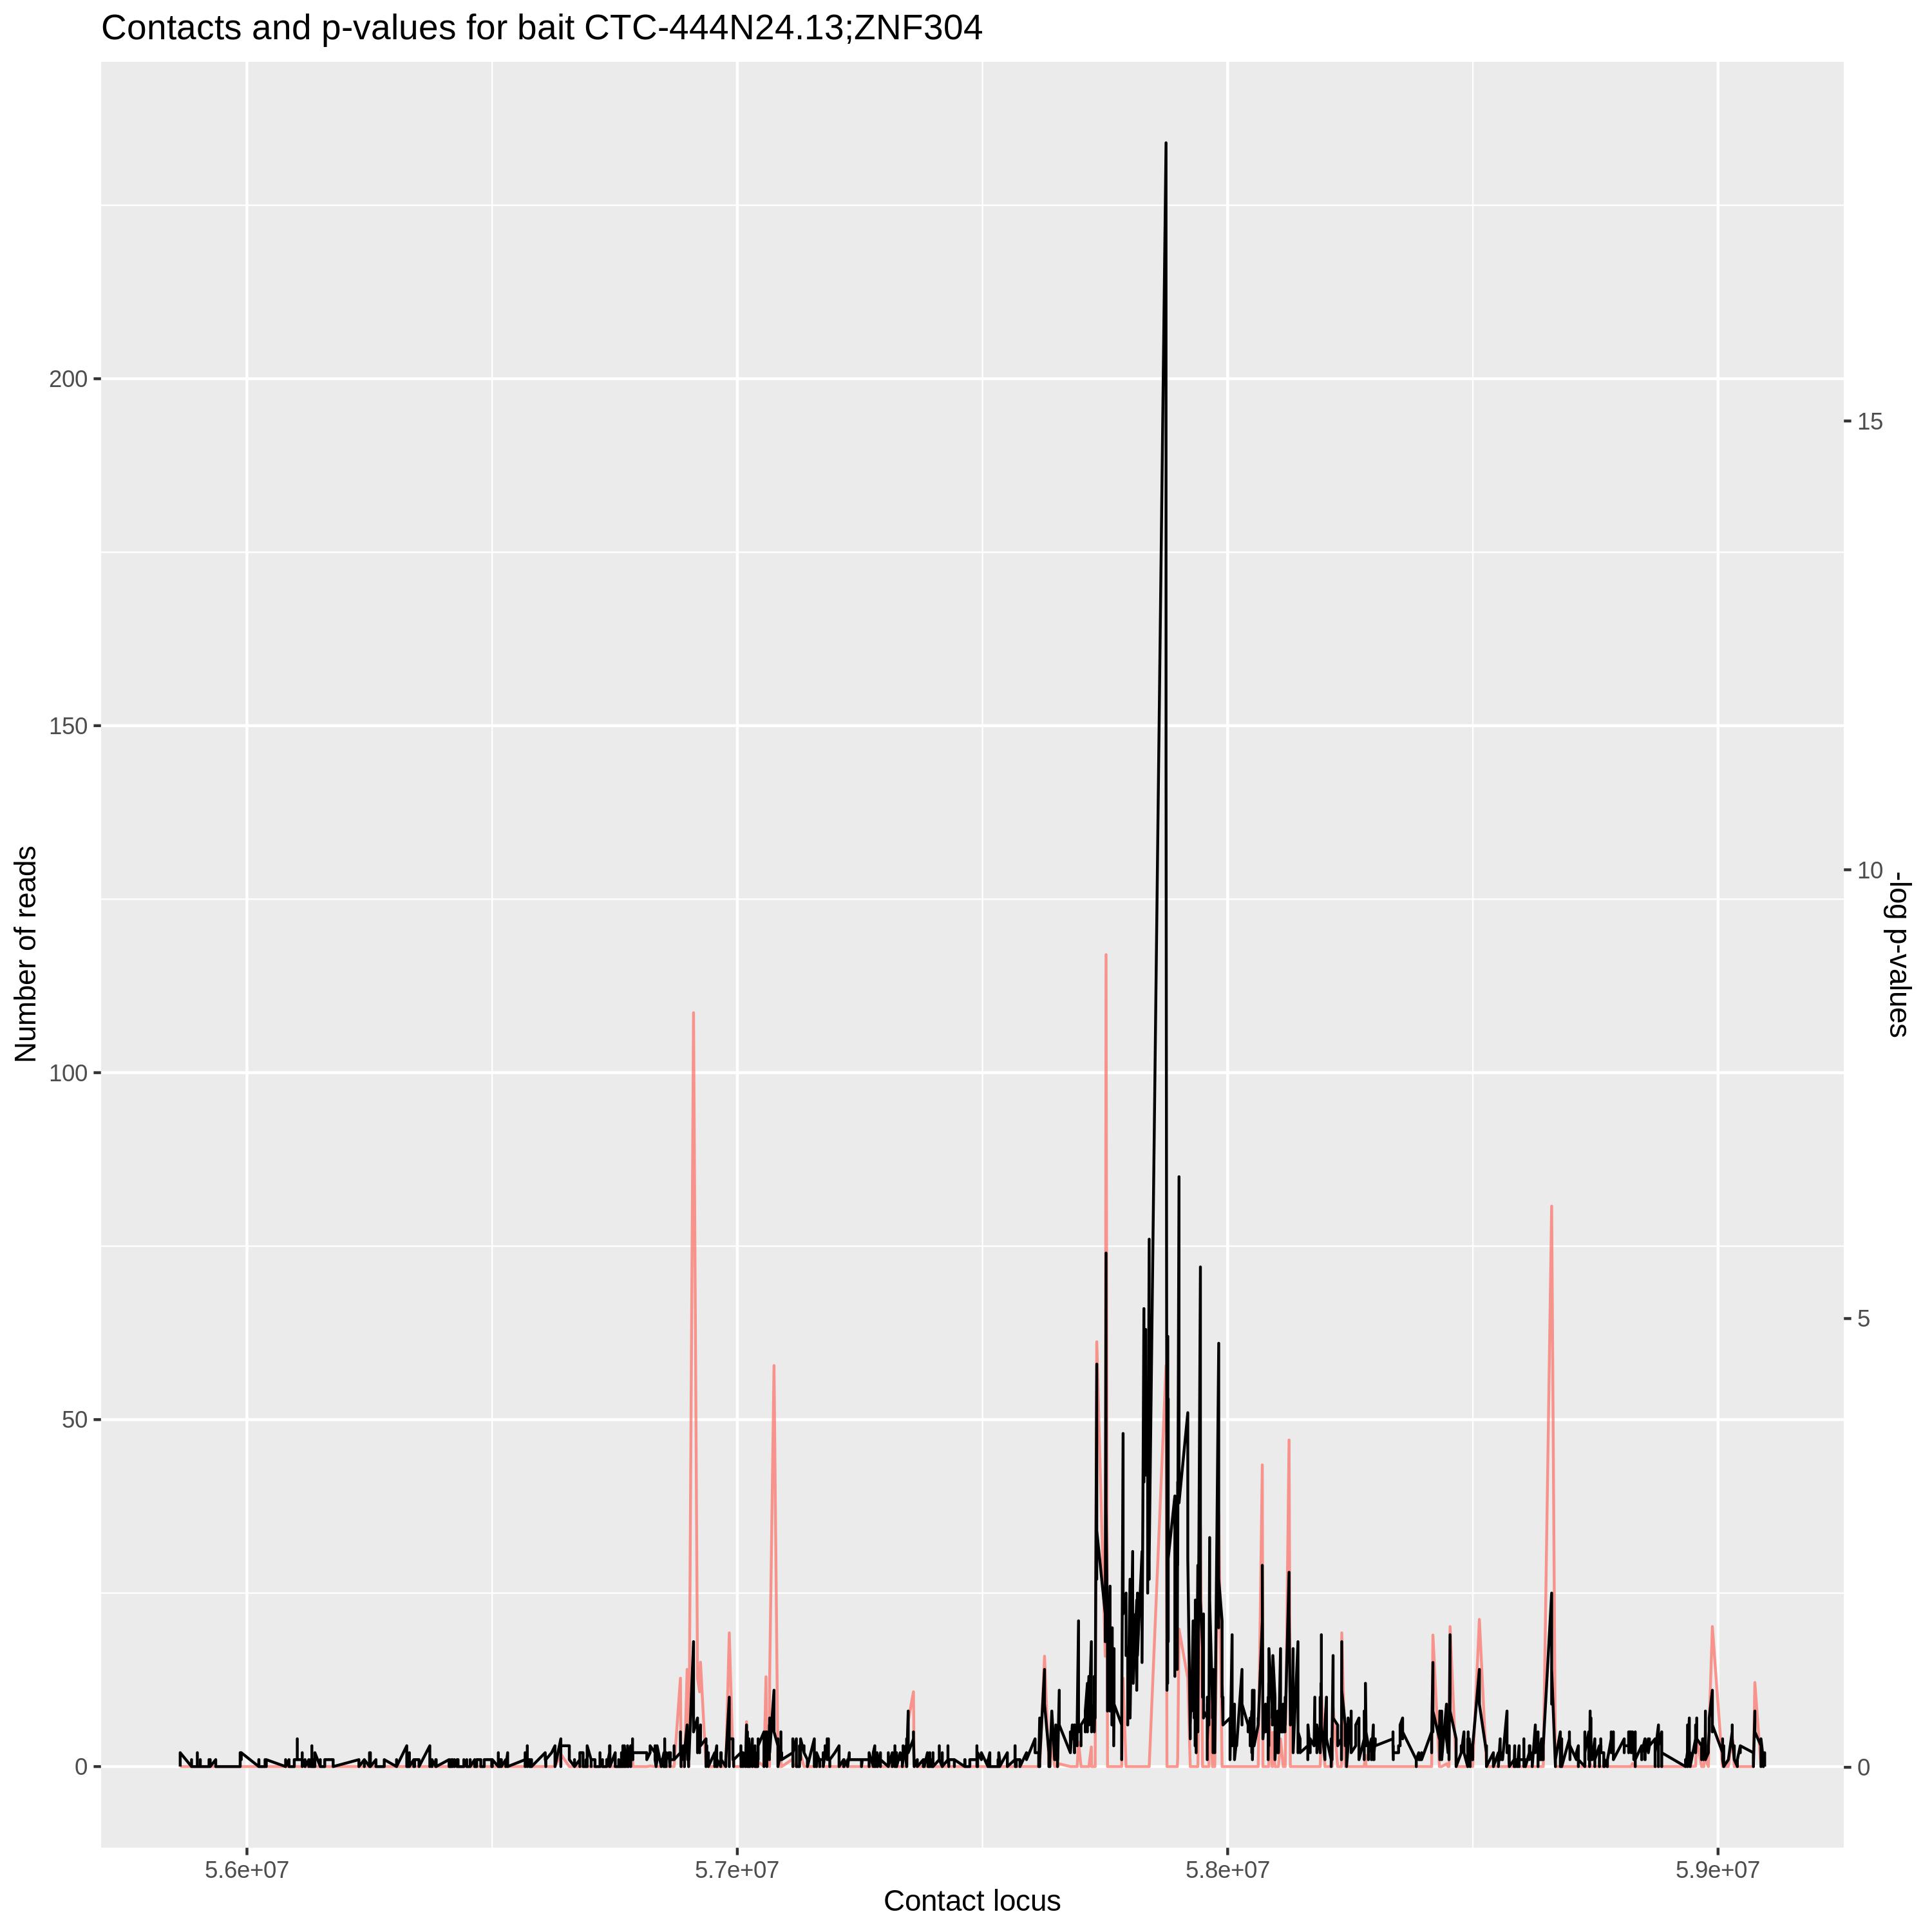 Contacts and p-values for bait CTC-444N24.13;ZNF304
200
150
100
50
0
Number of reads
15
10
5
0
-log p-values
5.6e+07
5.7e+07
5.8e+07
5.9e+07
Contact locus